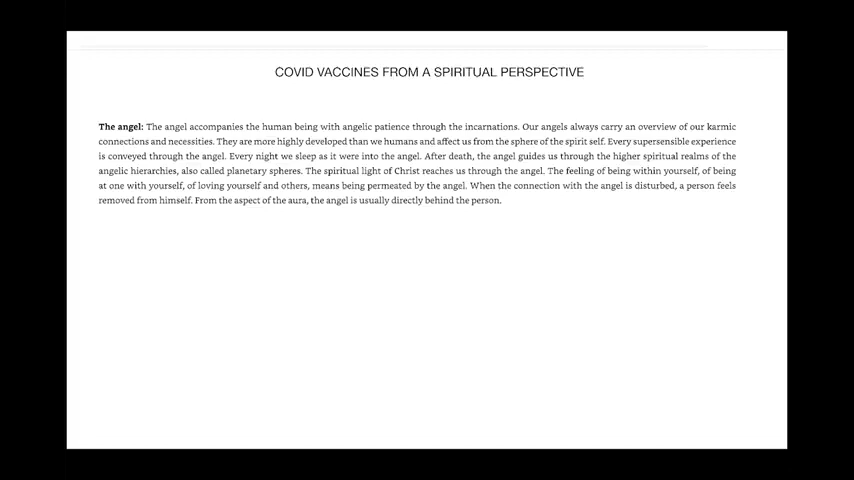 COVID VACCINES FROM A SPIRITUAL PERSPECTIVE
The angel: The angel accompanies the human being with angelic patience through the incarnations. Our angels always carry an overview of our karmic
connections and necessities. They are more highly developed than we humans and affect us from the sphere of the spirit self. Every supersensible experience
is conveyed through the angel. Every night we sleep as it were into the angel. After death, the angel guides us through the higher spiritual realms of the
angelic hierarchies, also called planetary spheres. The spiritual light of Christ reaches us through the angel. The feeling of being within yourself, of being
at one with yourself, of loving yourself and others, means being permeated by the angel. When the connection with the angel is disturbed, a person feels
removed from himself. From the aspect of the aura, the angel is usually directly behind the person.